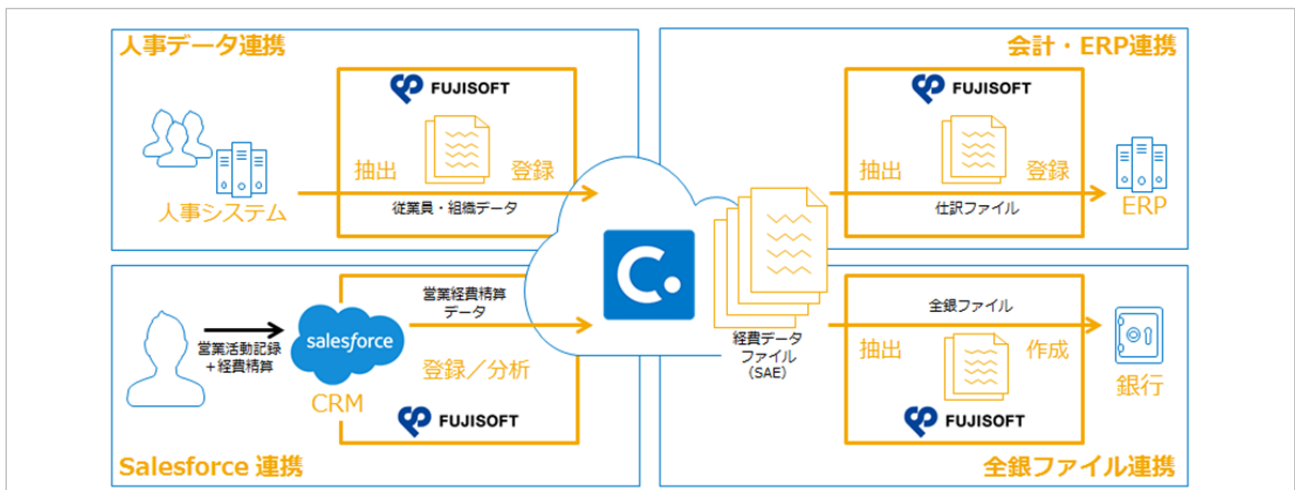 人事データ連携
FUJISOFT
抽出
登録
従業員・組織データ
人事システム
会計・ERP連携
FUJISOFT
抽出
登録
仕訳ファイル
ERP
C.
経費データ
ファイル
(SAE)
営業活動記録
＋経費精算
salesforce
CRM
営業経費精算
データ
登録／分析
FUJISOFT
Salesforce 連携
全銀ファイル
抽出
作成
FUJISOFT
銀行
全銀ファイル連携